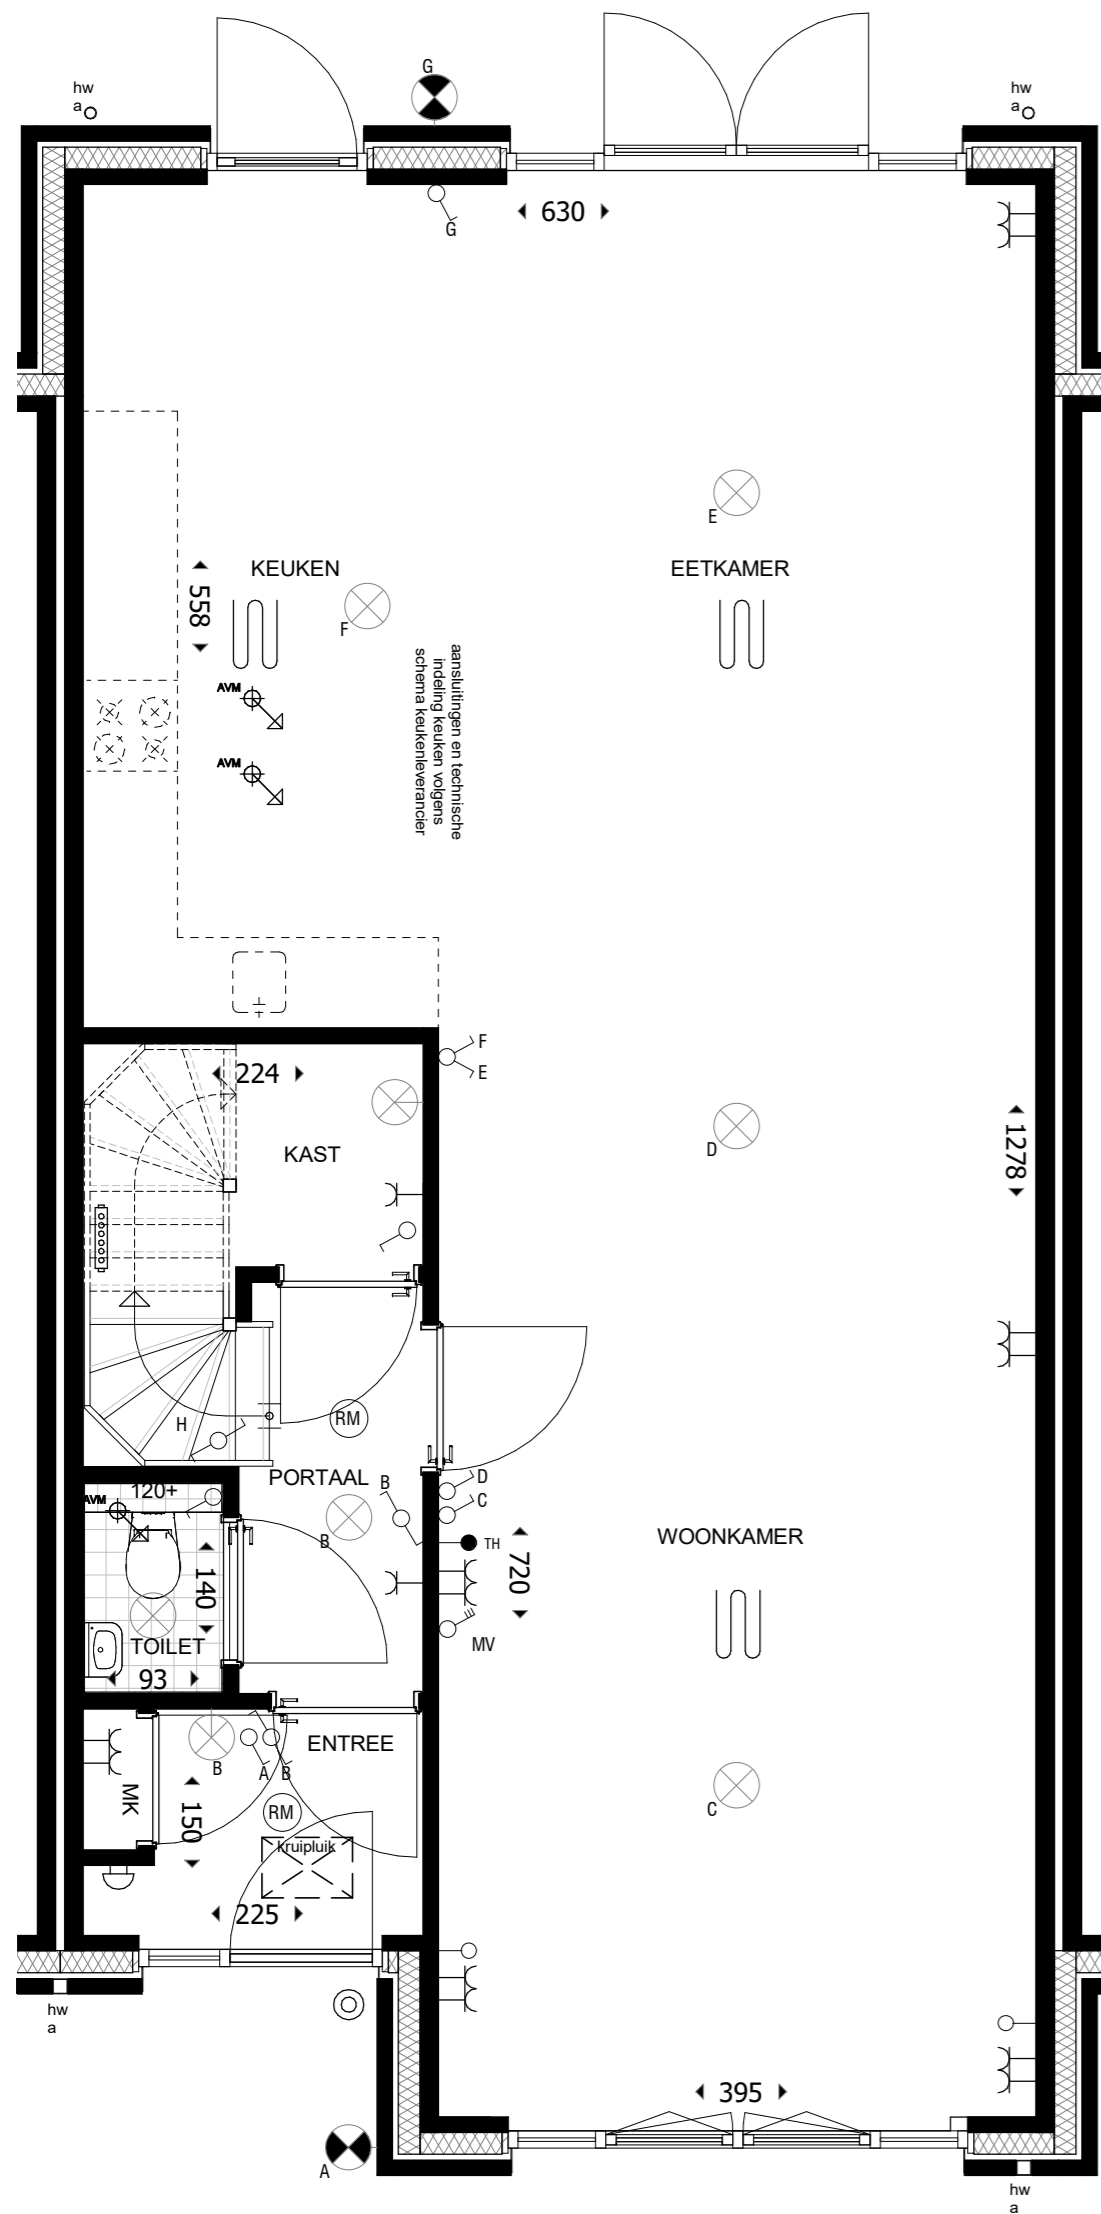 G
hw
a
hw
a
630
G
E
KEUKEN
EETKAMER
558
F
aansluitingen en technische
indeling keuken volgens
schema keukenleverancier
AVM
AVM
F
E
224
KAST
D
1278
RM
H
PORTAAL
D
C
B
120+
AVM
B
TH
WOONKAMER
720
140
MV
TOILET
93
ENTREE
B
A
B
MK
150
RM
C
kruipluik
225
hw
a
395
A
hw
a